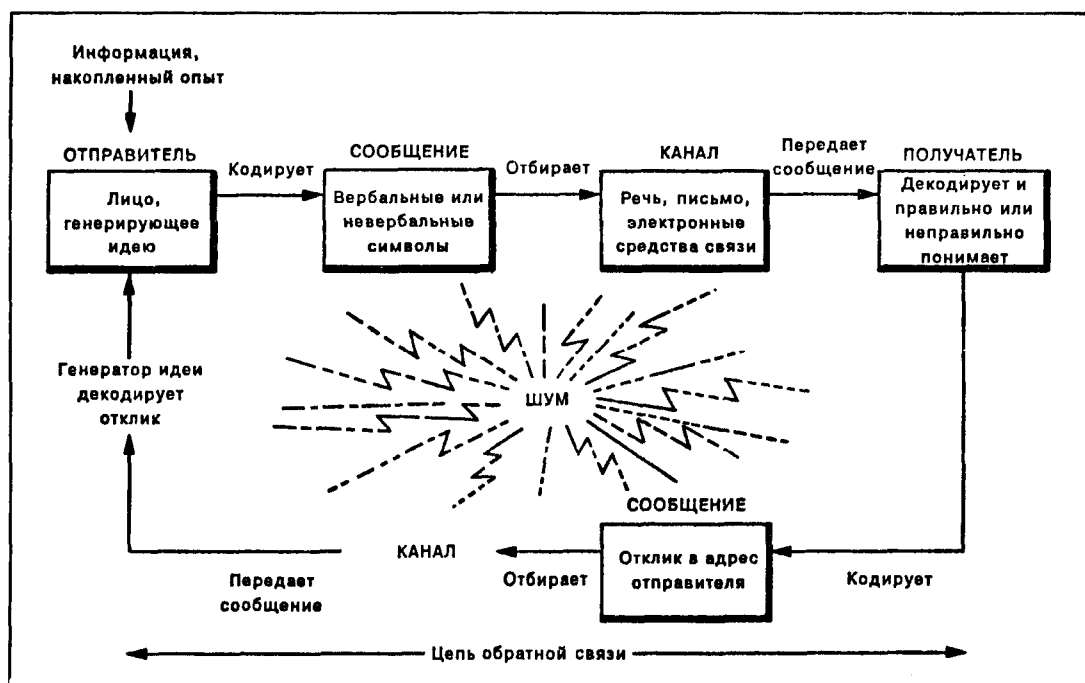 Информация,
накопленный опыт
ОТПРАВИТЕЛЬ
Лицо,
генерирующее
идею
Кодирует
СООБЩЕНИЕ
Вербальные или
невербальные
символы
Отбирает
КАНАЛ
Речь, письмо,
электронные
средства связи
Передает
сообщение
ПОЛУЧАТЕЛЬ
Декодирует и
правильно или
неправильно
понимает
Генератор идеи
декодирует
отклик
ШУМ
СООБЩЕНИЕ
Отклик в адрес
отправителя
Кодирует
Отбирает
КАНАЛ
Передает
сообщение
Цепь обратной связи